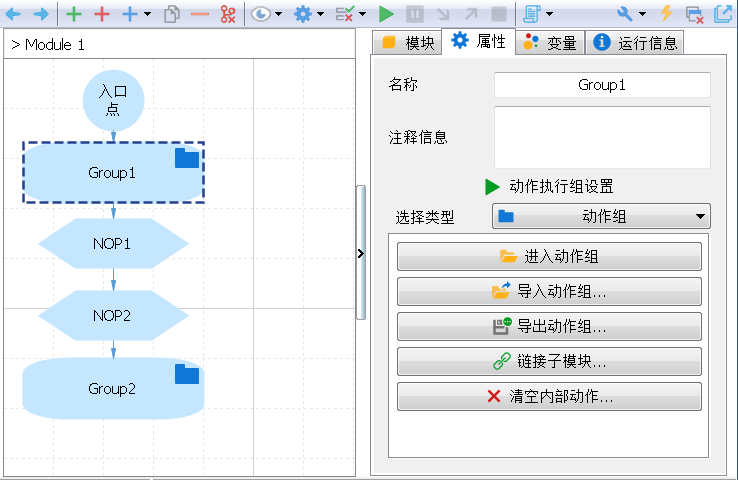 > Module 1
入口
点
Group1
NOP1
NOP2
Group2
模块
属性
变量
运行信息
名称
Group1
注释信息
动作执行组设置
选择类型
动作组
进入动作组
导入动作组...
导出动作组...
链接子模块...
清空内部动作...